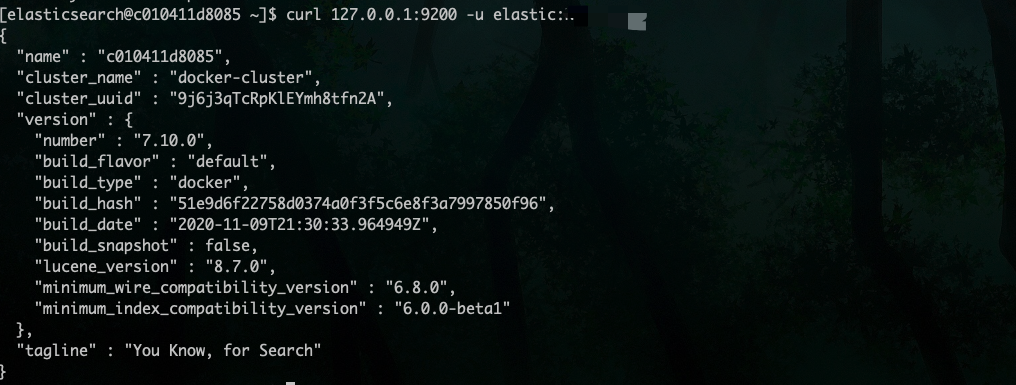 [elasticsearch@c010411d8085 ~]$ curl 127.0.0.1:9200 -u elastic:
{
  "name" : "c010411d8085",
  "cluster_name" : "docker-cluster",
  "cluster_uuid" : "9j6j3qTcRpKlEYmh8tfn2A",
  "version" : {
    "number" : "7.10.0",
    "build_flavor" : "default",
    "build_type" : "docker",
    "build_hash" : "51e9d6f22758d0374a0f3f5c6e8f3a7997850f96",
    "build_date" : "2020-11-09T21:30:33.964949Z",
    "build_snapshot" : false,
    "lucene_version" : "8.7.0",
    "minimum_wire_compatibility_version" : "6.8.0",
    "minimum_index_compatibility_version" : "6.0.0-beta1"
  },
  "tagline" : "You Know, for Search"
}